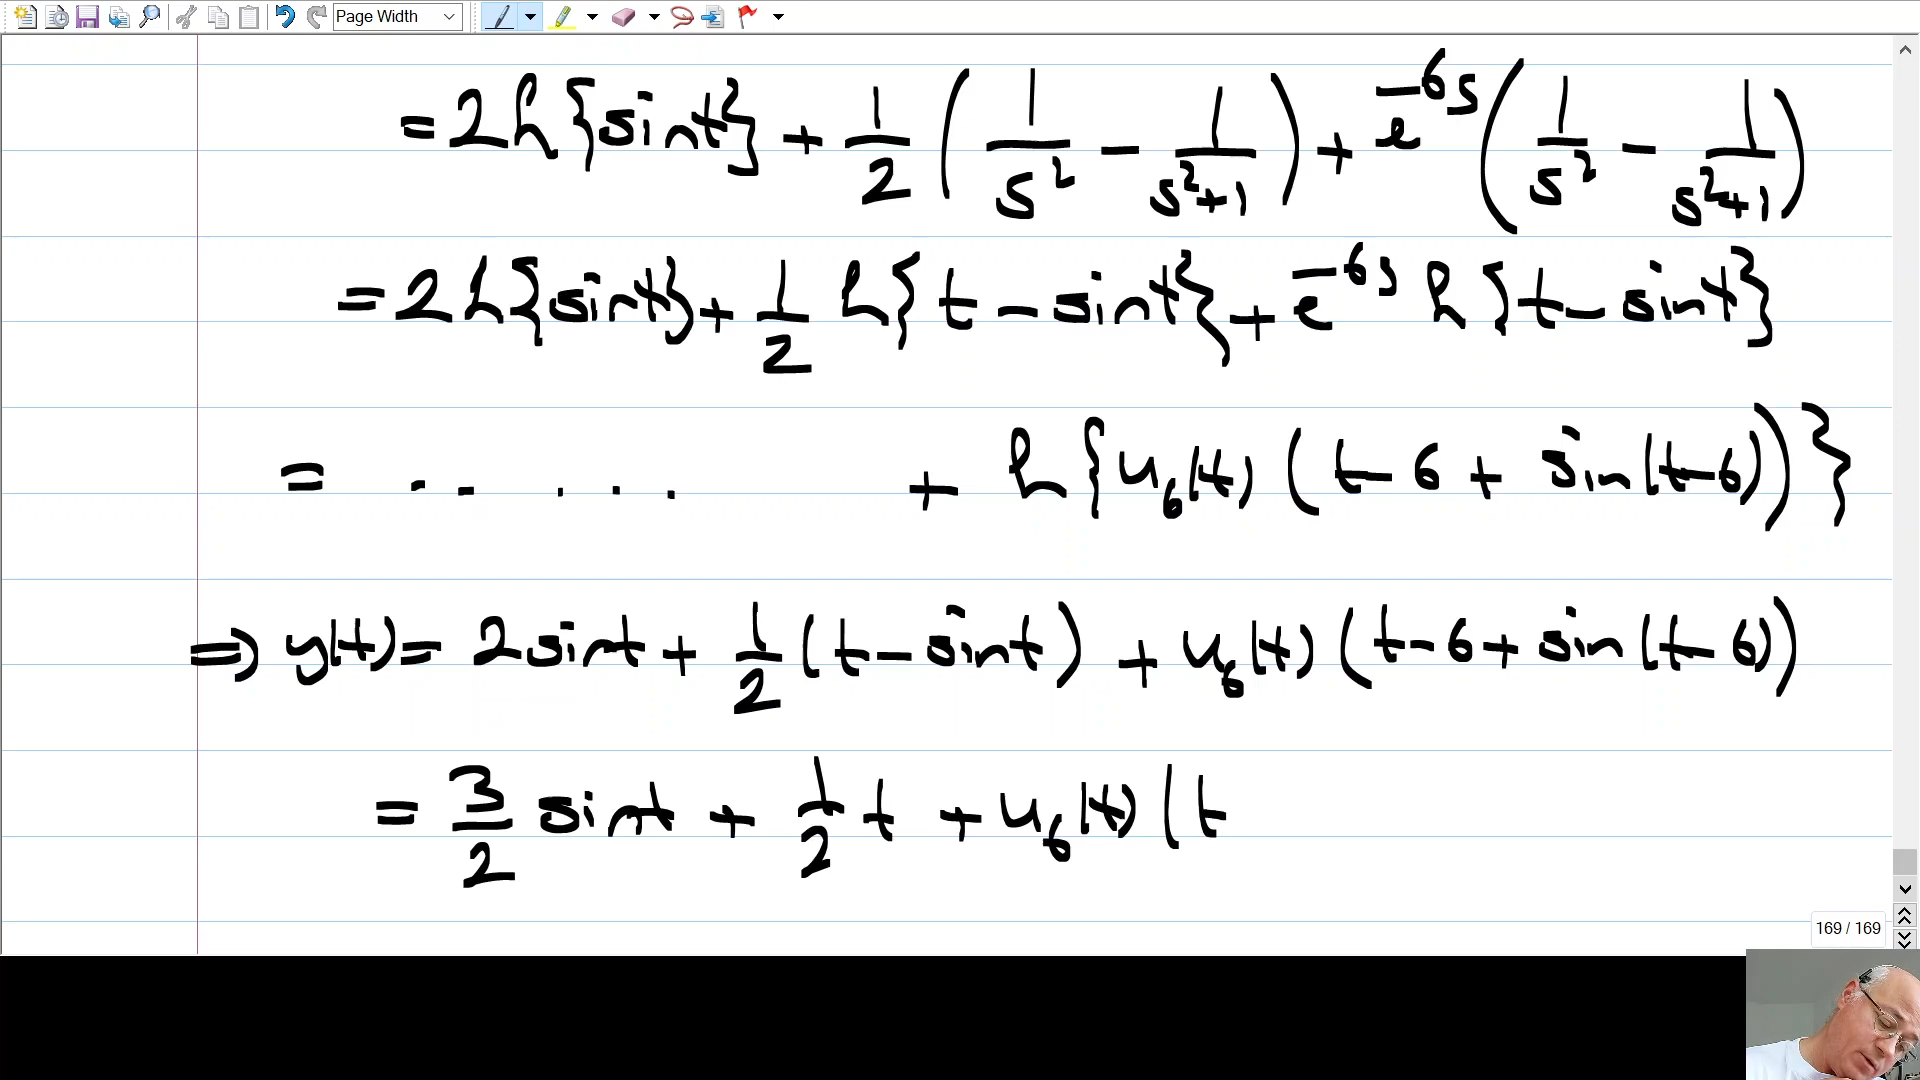 Page Width
= 2ℒ{sint} + 1/2 (1/s² − 1/(s²+1)) + e^(−6s) (1/s² − 1/(s²+1))
= 2ℒ{sint} + 1/2 ℒ{t − sint} + e^(−6s) ℒ{t − sint}
= .. .... + ℒ{u₆(t) (t−6 + sin(t−6))}
⇒ y(t) = 2sint + 1/2 (t − sint) + u₆(t) (t−6 + sin(t−6))
= 3/2 sint + 1/2 t + u₆(t) (t
169 / 169